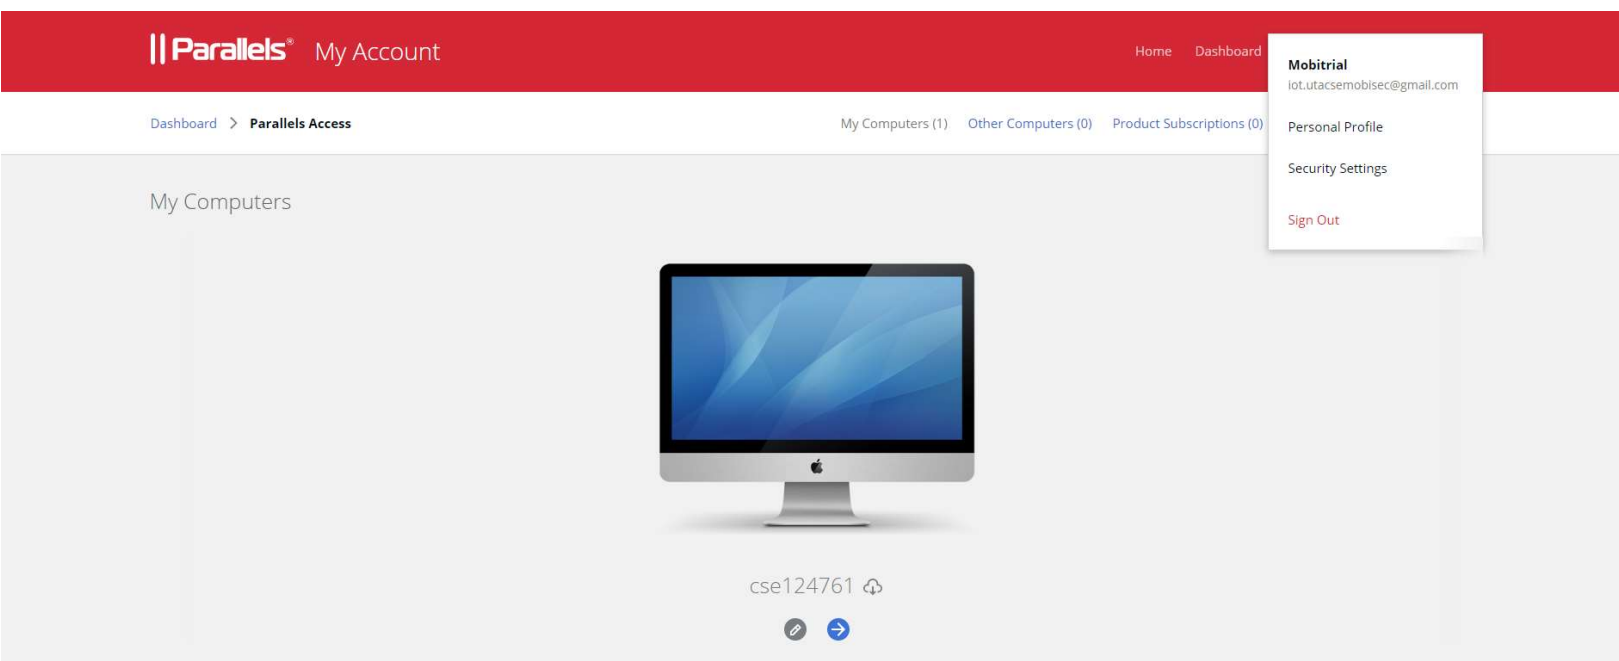 Parallels® My Account
Home Dashboard
Mobitrial
iot.utacsemobisec@gmail.com
Personal Profile
Security Settings
Sign Out
Dashboard > Parallels Access
My Computers (1) Other Computers (0) Product Subscriptions (0)
My Computers
cse124761